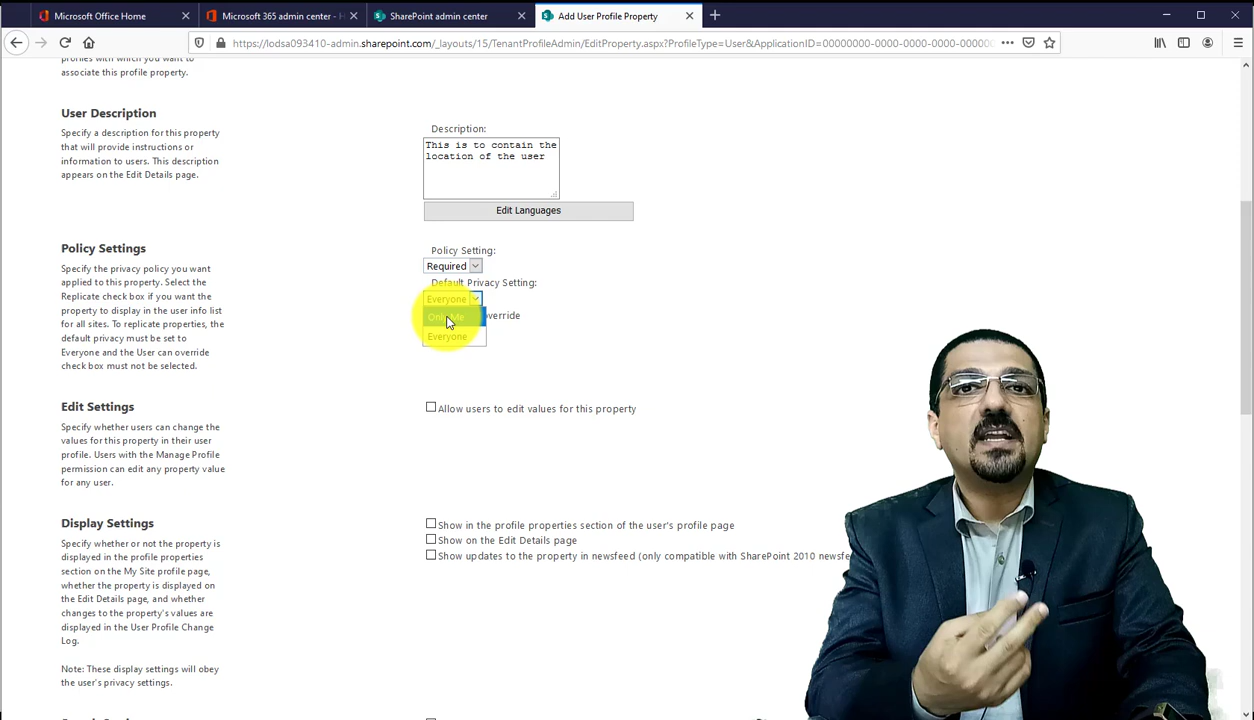 Microsoft Office Home
Microsoft 365 admin center - H
SharePoint admin center
Add User Profile Property
https://lodsa093410-admin.sharepoint.com/_layouts/15/TenantProfileAdmin/EditProperty.aspx?ProfileType=User&ApplicationID=00000000-0000-0000-0000-00000
profiles with which you want to
associate this profile property.
User Description
Specify a description for this property
that will provide instructions or
information to users. This description
appears on the Edit Details page.
Description:
This is to contain the
location of the user
Edit Languages
Policy Settings
Specify the privacy policy you want
applied to this property. Select the
Replicate check box if you want the
property to display in the user info list
for all sites. To replicate properties, the
default privacy must be set to
Everyone and the User can override
check box must not be selected.
Policy Setting:
Required
Default Privacy Setting:
Everyone
Only Me
verride
Everyone
Edit Settings
Specify whether users can change the
values for this property in their user
profile. Users with the Manage Profile
permission can edit any property value
for any user.
Allow users to edit values for this property
Display Settings
Specify whether or not the property is
displayed in the profile properties
section on the My Site profile page,
whether the property is displayed on
the Edit Details page, and whether
changes to the property's values are
displayed in the User Profile Change
Log.
Note: These display settings will obey
the user's privacy settings.
Show in the profile properties section of the user's profile page
Show on the Edit Details page
Show updates to the property in newsfeed (only compatible with SharePoint 2010 newsfe